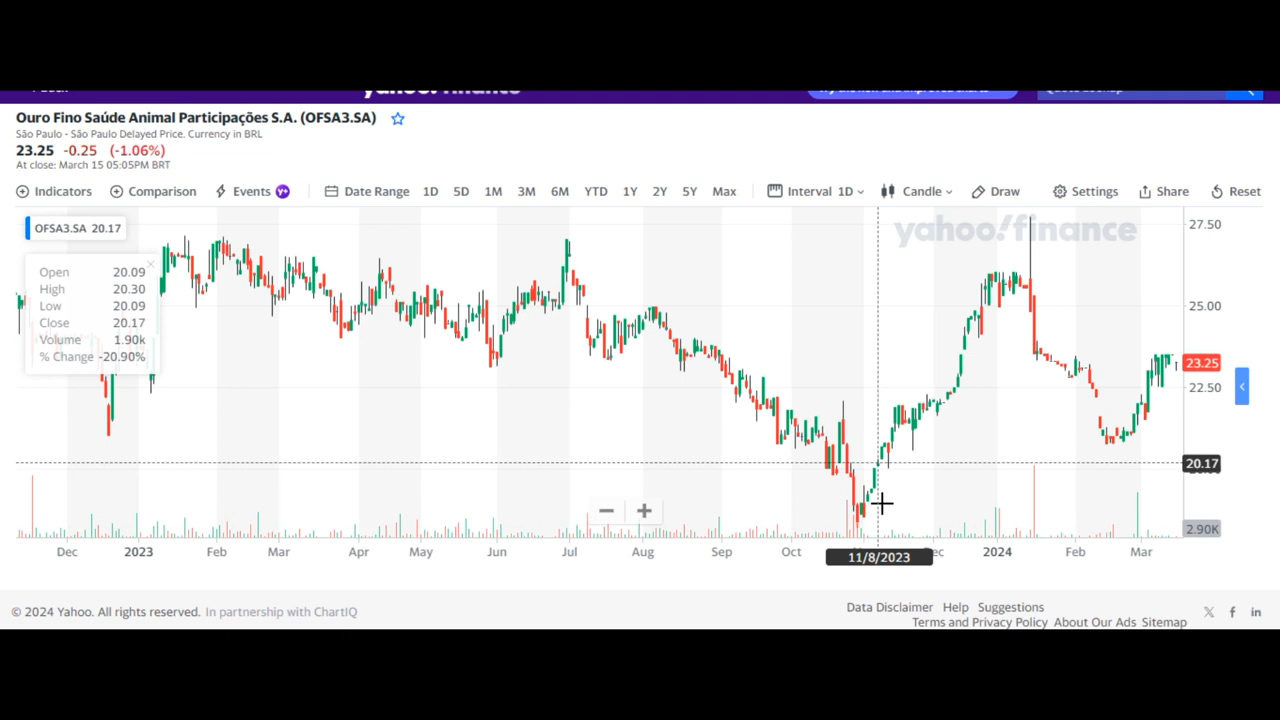 yahoo! finance
Ouro Fino Saúde Animal Participações S.A. (OFSA3.SA)
São Paulo - São Paulo Delayed Price. Currency in BRL
23.25 -0.25 (-1.06%)
At close: March 15 05:05PM BRT
Indicators Comparison Events Y+ Date Range 1D 5D 1M 3M 6M YTD 1Y 2Y 5Y Max Interval 1D Candle Draw Settings Share Reset
OFSA3.SA 20.17
yahoo!finance
27.50
Open 20.09
High 20.30
Low 20.09
Close 20.17
Volume 1.90k
% Change -20.90%
25.00
23.25
22.50
20.17
2.90K
Dec 2023 Feb Mar Apr May Jun Jul Aug Sep Oct 11/8/2023 2024 Feb Mar
© 2024 Yahoo. All rights reserved. In partnership with ChartIQ
Data Disclaimer Help Suggestions
Terms and Privacy Policy About Our Ads Sitemap